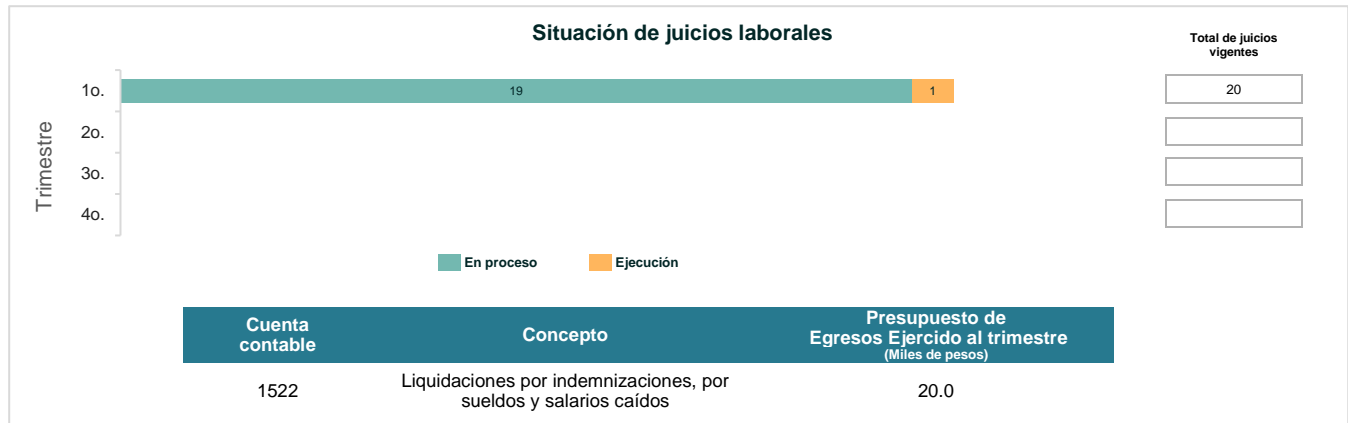 Situación de juicios laborales
Total de juicios
vigentes
Trimestre
1o.
19
1
20
2o.
3o.
4o.
En proceso
Ejecución
Cuenta
contable
Concepto
Presupuesto de
Egresos Ejercido al trimestre
(Miles de pesos)
1522
Liquidaciones por indemnizaciones, por
sueldos y salarios caídos
20.0